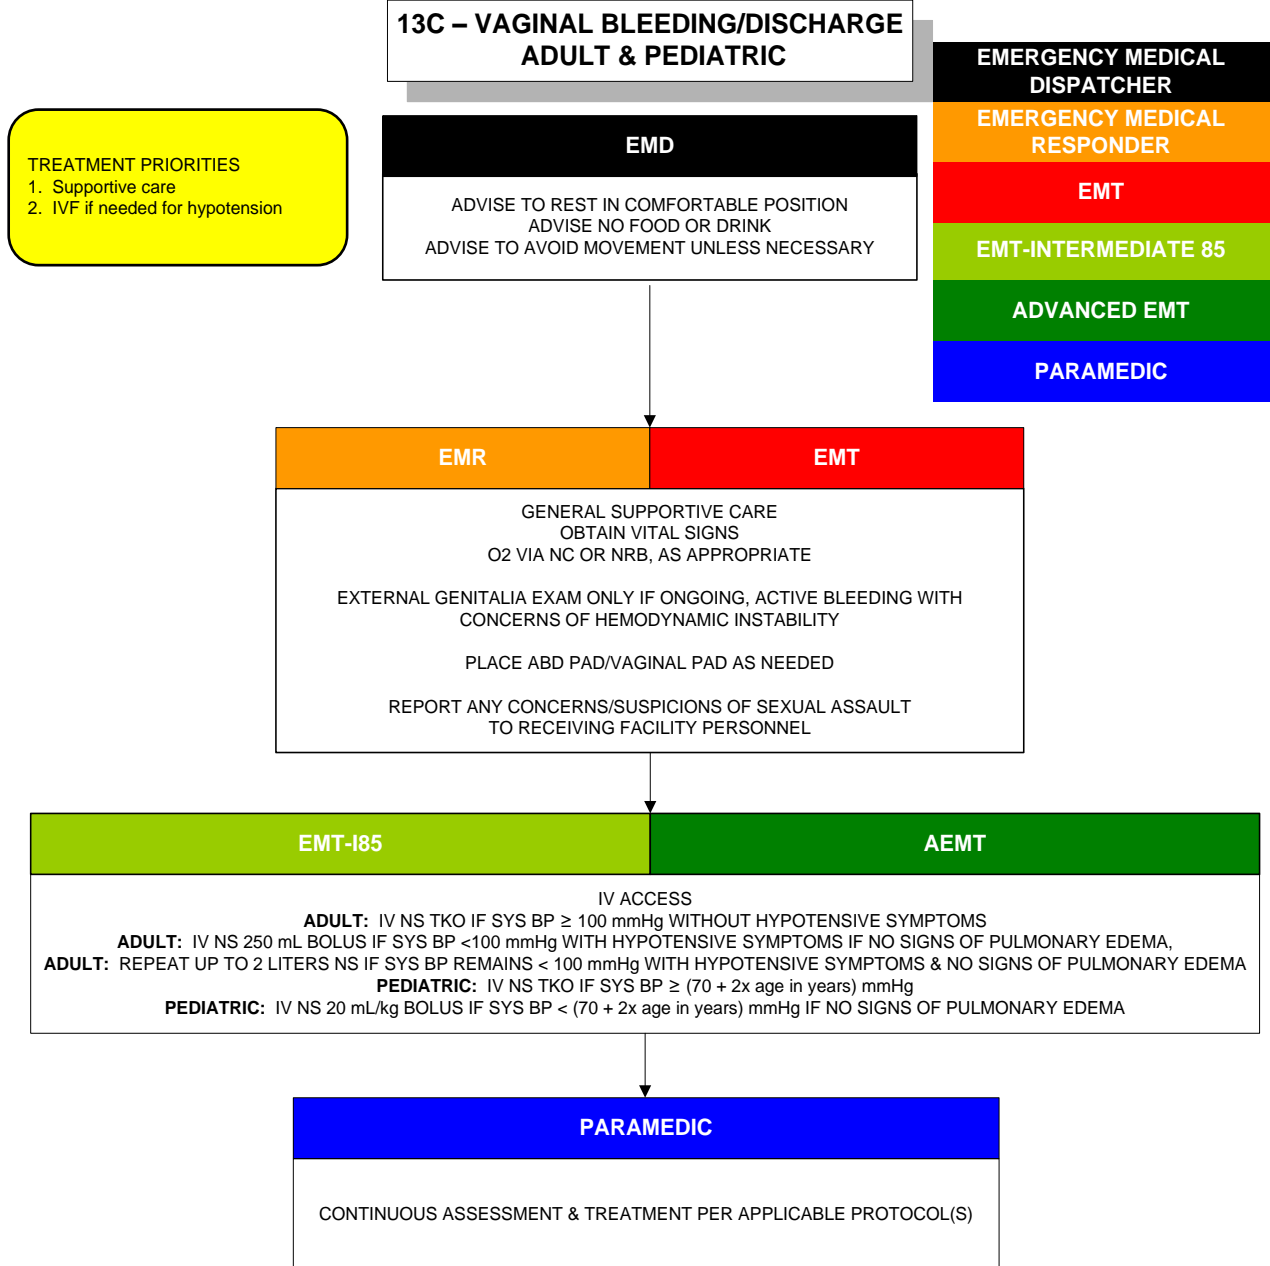 13C – VAGINAL BLEEDING/DISCHARGE
ADULT & PEDIATRIC
EMERGENCY MEDICAL
DISPATCHER
EMERGENCY MEDICAL
RESPONDER
EMT
EMT-INTERMEDIATE 85
ADVANCED EMT
PARAMEDIC
TREATMENT PRIORITIES
1. Supportive care
2. IVF if needed for hypotension
EMD
ADVISE TO REST IN COMFORTABLE POSITION
ADVISE NO FOOD OR DRINK
ADVISE TO AVOID MOVEMENT UNLESS NECESSARY
EMR
EMT
GENERAL SUPPORTIVE CARE
OBTAIN VITAL SIGNS
O2 VIA NC OR NRB, AS APPROPRIATE
EXTERNAL GENITALIA EXAM ONLY IF ONGOING, ACTIVE BLEEDING WITH
CONCERNS OF HEMODYNAMIC INSTABILITY
PLACE ABD PAD/VAGINAL PAD AS NEEDED
REPORT ANY CONCERNS/SUSPICIONS OF SEXUAL ASSAULT
TO RECEIVING FACILITY PERSONNEL
EMT-I85
AEMT
IV ACCESS
ADULT: IV NS TKO IF SYS BP ≥ 100 mmHg WITHOUT HYPOTENSIVE SYMPTOMS
ADULT: IV NS 250 mL BOLUS IF SYS BP <100 mmHg WITH HYPOTENSIVE SYMPTOMS IF NO SIGNS OF PULMONARY EDEMA,
ADULT: REPEAT UP TO 2 LITERS NS IF SYS BP REMAINS < 100 mmHg WITH HYPOTENSIVE SYMPTOMS & NO SIGNS OF PULMONARY EDEMA
PEDIATRIC: IV NS TKO IF SYS BP ≥ (70 + 2x age in years) mmHg
PEDIATRIC: IV NS 20 mL/kg BOLUS IF SYS BP < (70 + 2x age in years) mmHg IF NO SIGNS OF PULMONARY EDEMA
PARAMEDIC
CONTINUOUS ASSESSMENT & TREATMENT PER APPLICABLE PROTOCOL(S)